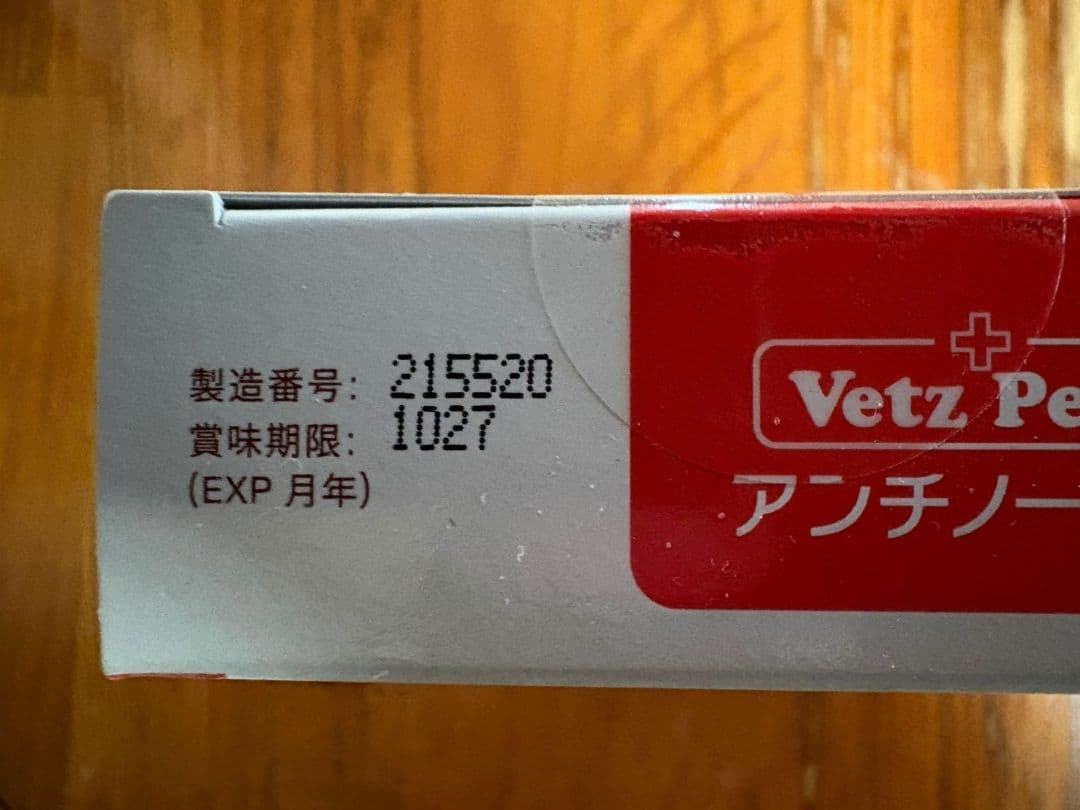 製造番号: 215520
賞味期限: 1027
(EXP 月年)
Vetz Pe
アンチノー